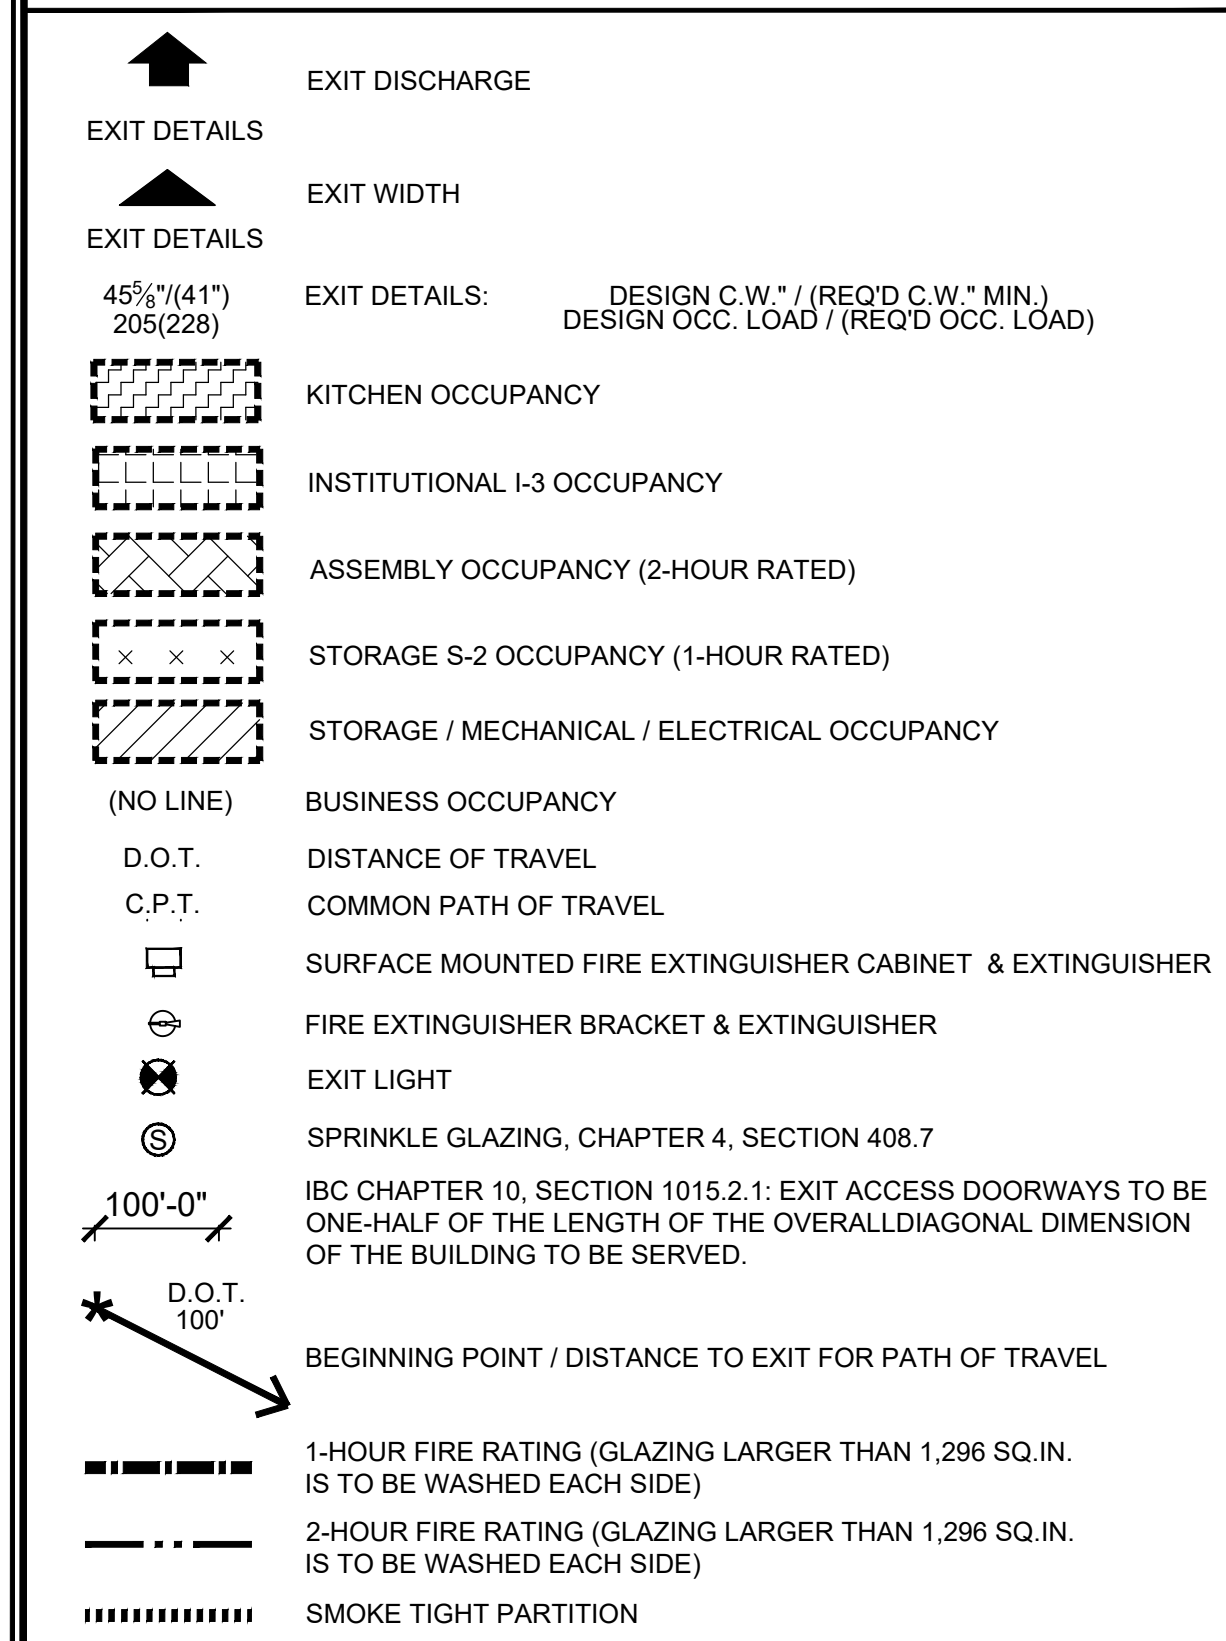 EXIT DISCHARGE
EXIT DETAILS
EXIT WIDTH
EXIT DETAILS
45⅝"/(41") EXIT DETAILS: DESIGN C.W." / (REQ'D C.W." MIN.)
205(228) DESIGN OCC. LOAD / (REQ'D OCC. LOAD)
KITCHEN OCCUPANCY
INSTITUTIONAL I-3 OCCUPANCY
ASSEMBLY OCCUPANCY (2-HOUR RATED)
STORAGE S-2 OCCUPANCY (1-HOUR RATED)
STORAGE / MECHANICAL / ELECTRICAL OCCUPANCY
(NO LINE) BUSINESS OCCUPANCY
D.O.T. DISTANCE OF TRAVEL
C.P.T. COMMON PATH OF TRAVEL
SURFACE MOUNTED FIRE EXTINGUISHER CABINET & EXTINGUISHER
FIRE EXTINGUISHER BRACKET & EXTINGUISHER
EXIT LIGHT
S SPRINKLE GLAZING, CHAPTER 4, SECTION 408.7
100'-0" IBC CHAPTER 10, SECTION 1015.2.1: EXIT ACCESS DOORWAYS TO BE
ONE-HALF OF THE LENGTH OF THE OVERALLDIAGONAL DIMENSION
OF THE BUILDING TO BE SERVED.
D.O.T.
100'
BEGINNING POINT / DISTANCE TO EXIT FOR PATH OF TRAVEL
1-HOUR FIRE RATING (GLAZING LARGER THAN 1,296 SQ.IN.
IS TO BE WASHED EACH SIDE)
2-HOUR FIRE RATING (GLAZING LARGER THAN 1,296 SQ.IN.
IS TO BE WASHED EACH SIDE)
SMOKE TIGHT PARTITION